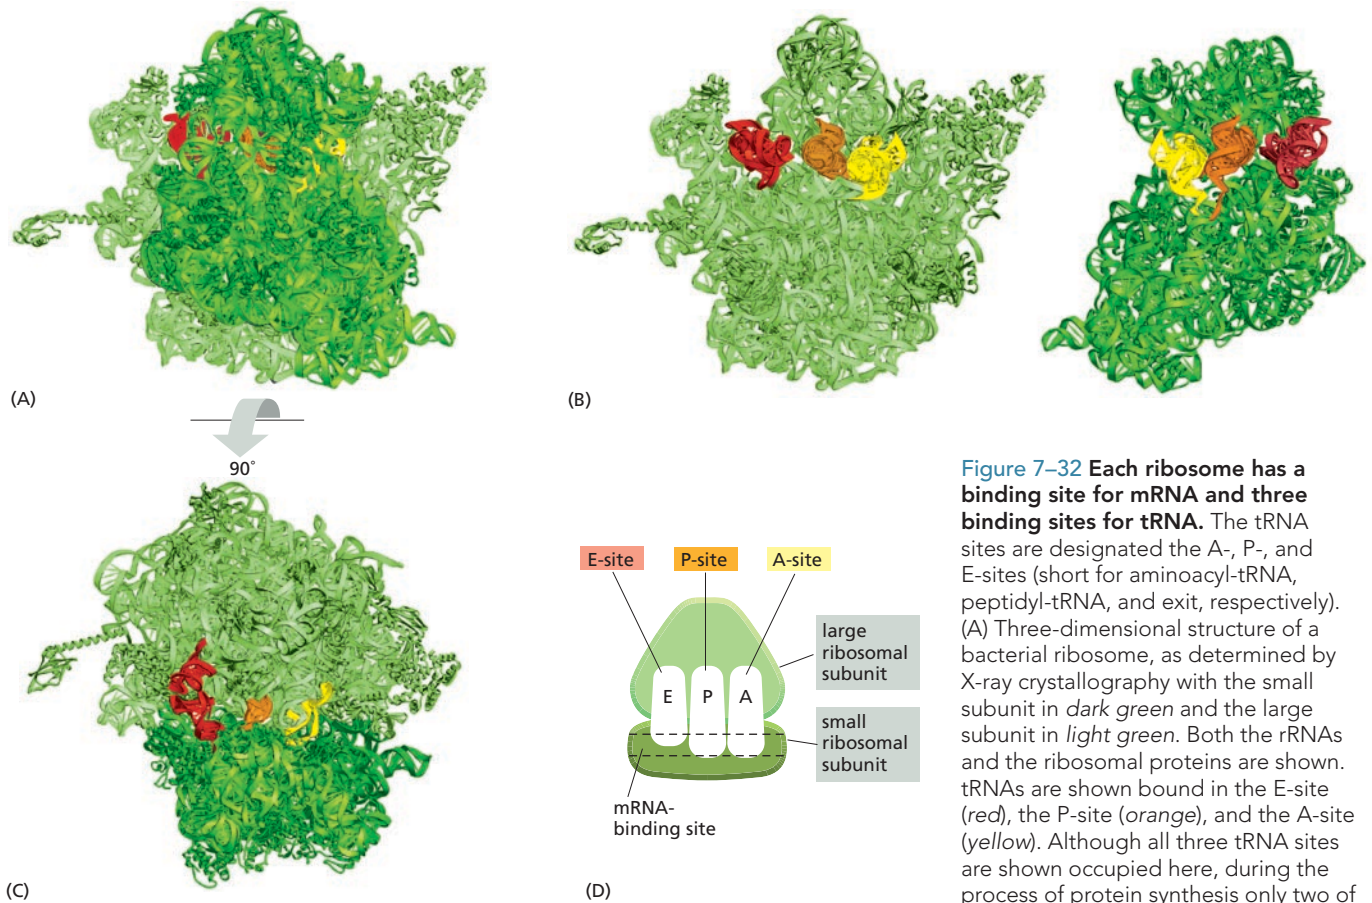 (A)
(B)
90°
(C)
E-site
P-site
A-site
E
P
A
large
ribosomal
subunit
small
ribosomal
subunit
mRNA-
binding site
(D)
Figure 7–32 Each ribosome has a
binding site for mRNA and three
binding sites for tRNA. The tRNA
sites are designated the A-, P-, and
E-sites (short for aminoacyl-tRNA,
peptidyl-tRNA, and exit, respectively).
(A) Three-dimensional structure of a
bacterial ribosome, as determined by
X-ray crystallography with the small
subunit in dark green and the large
subunit in light green. Both the rRNAs
and the ribosomal proteins are shown.
tRNAs are shown bound in the E-site
(red), the P-site (orange), and the A-site
(yellow). Although all three tRNA sites
are shown occupied here, during the
process of protein synthesis only two of